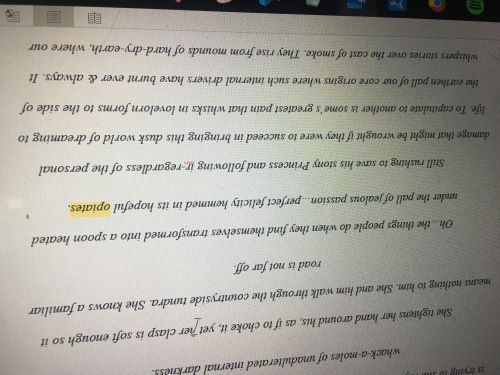 is trying to
whack-a-moles of unadulterated internal darkness.
She tightens her hand around his, as if to choke it, yet her clasp is soft enough so it
means nothing to him. She and him walk through the countryside tundra. She knows a familiar
road is not far off.
Oh...the things people do when they find themselves transformed into a spoon heated
under the pall of jealous passion...perfect felicity hemmed in its hopeful opiates.
Still rushing to save his stony Princess and following ir-regardless of the personal
damage that might be wrought if they were to succeed in bringing this dusk world of dreaming to
life. To capitulate to another is some's greatest pain that whisks in lovelorn forms to the side of
the earthen pall of our core origins where such internal drivers have burnt ever & always. It
whispers stories over the cast of smoke. They rise from mounds of hard-dry-earth, where our